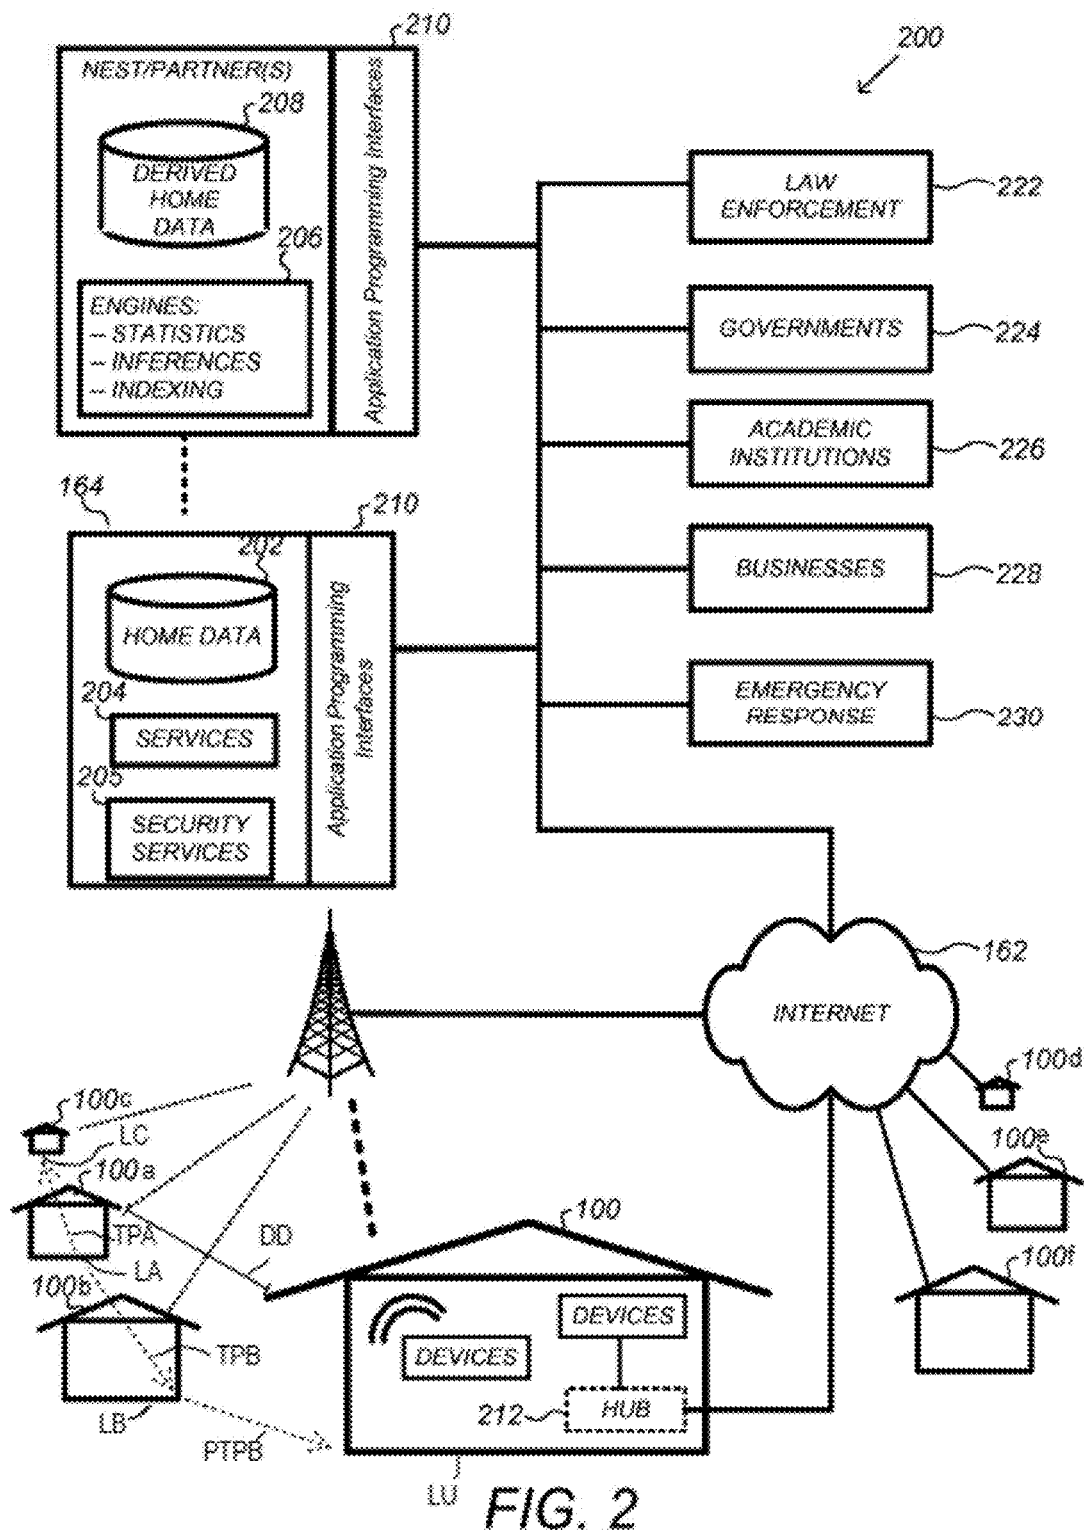 210
200
NEST/PARTNER(S)
208
DERIVED
HOME
DATA
206
ENGINES:
– STATISTICS
– INFERENCES
– INDEXING
Application Programming Interfaces
LAW
ENFORCEMENT
222
GOVERNMENTS
224
ACADEMIC
INSTITUTIONS
226
BUSINESSES
228
EMERGENCY
RESPONSE
230
164
210
202
HOME DATA
204
SERVICES
205
SECURITY
SERVICES
Application Programming
Interfaces
162
INTERNET
100c
LC
100a
TPA
LA
100b
DD
TPB
LB
PTPB
100
DEVICES
DEVICES
212
HUB
LU
100d
100e
100f
FIG. 2